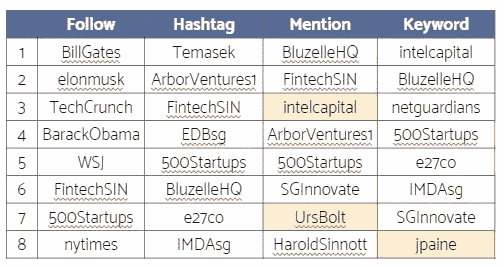 Follow Hashtag Mention Keyword
1 BillGates Temasek BluzelleHQ intelcapital
2 elonmusk ArborVentures1 FintechSIN BluzelleHQ
3 TechCrunch FintechSIN intelcapital netguardians
4 BarackObama EDBsg ArborVentures1 500Startups
5 WSJ 500Startups 500Startups e27co
6 FintechSIN BluzelleHQ SGInnovate IMDAsg
7 500Startups e27co UrsBolt SGInnovate
8 nytimes IMDAsg HaroldSinnott jpaine